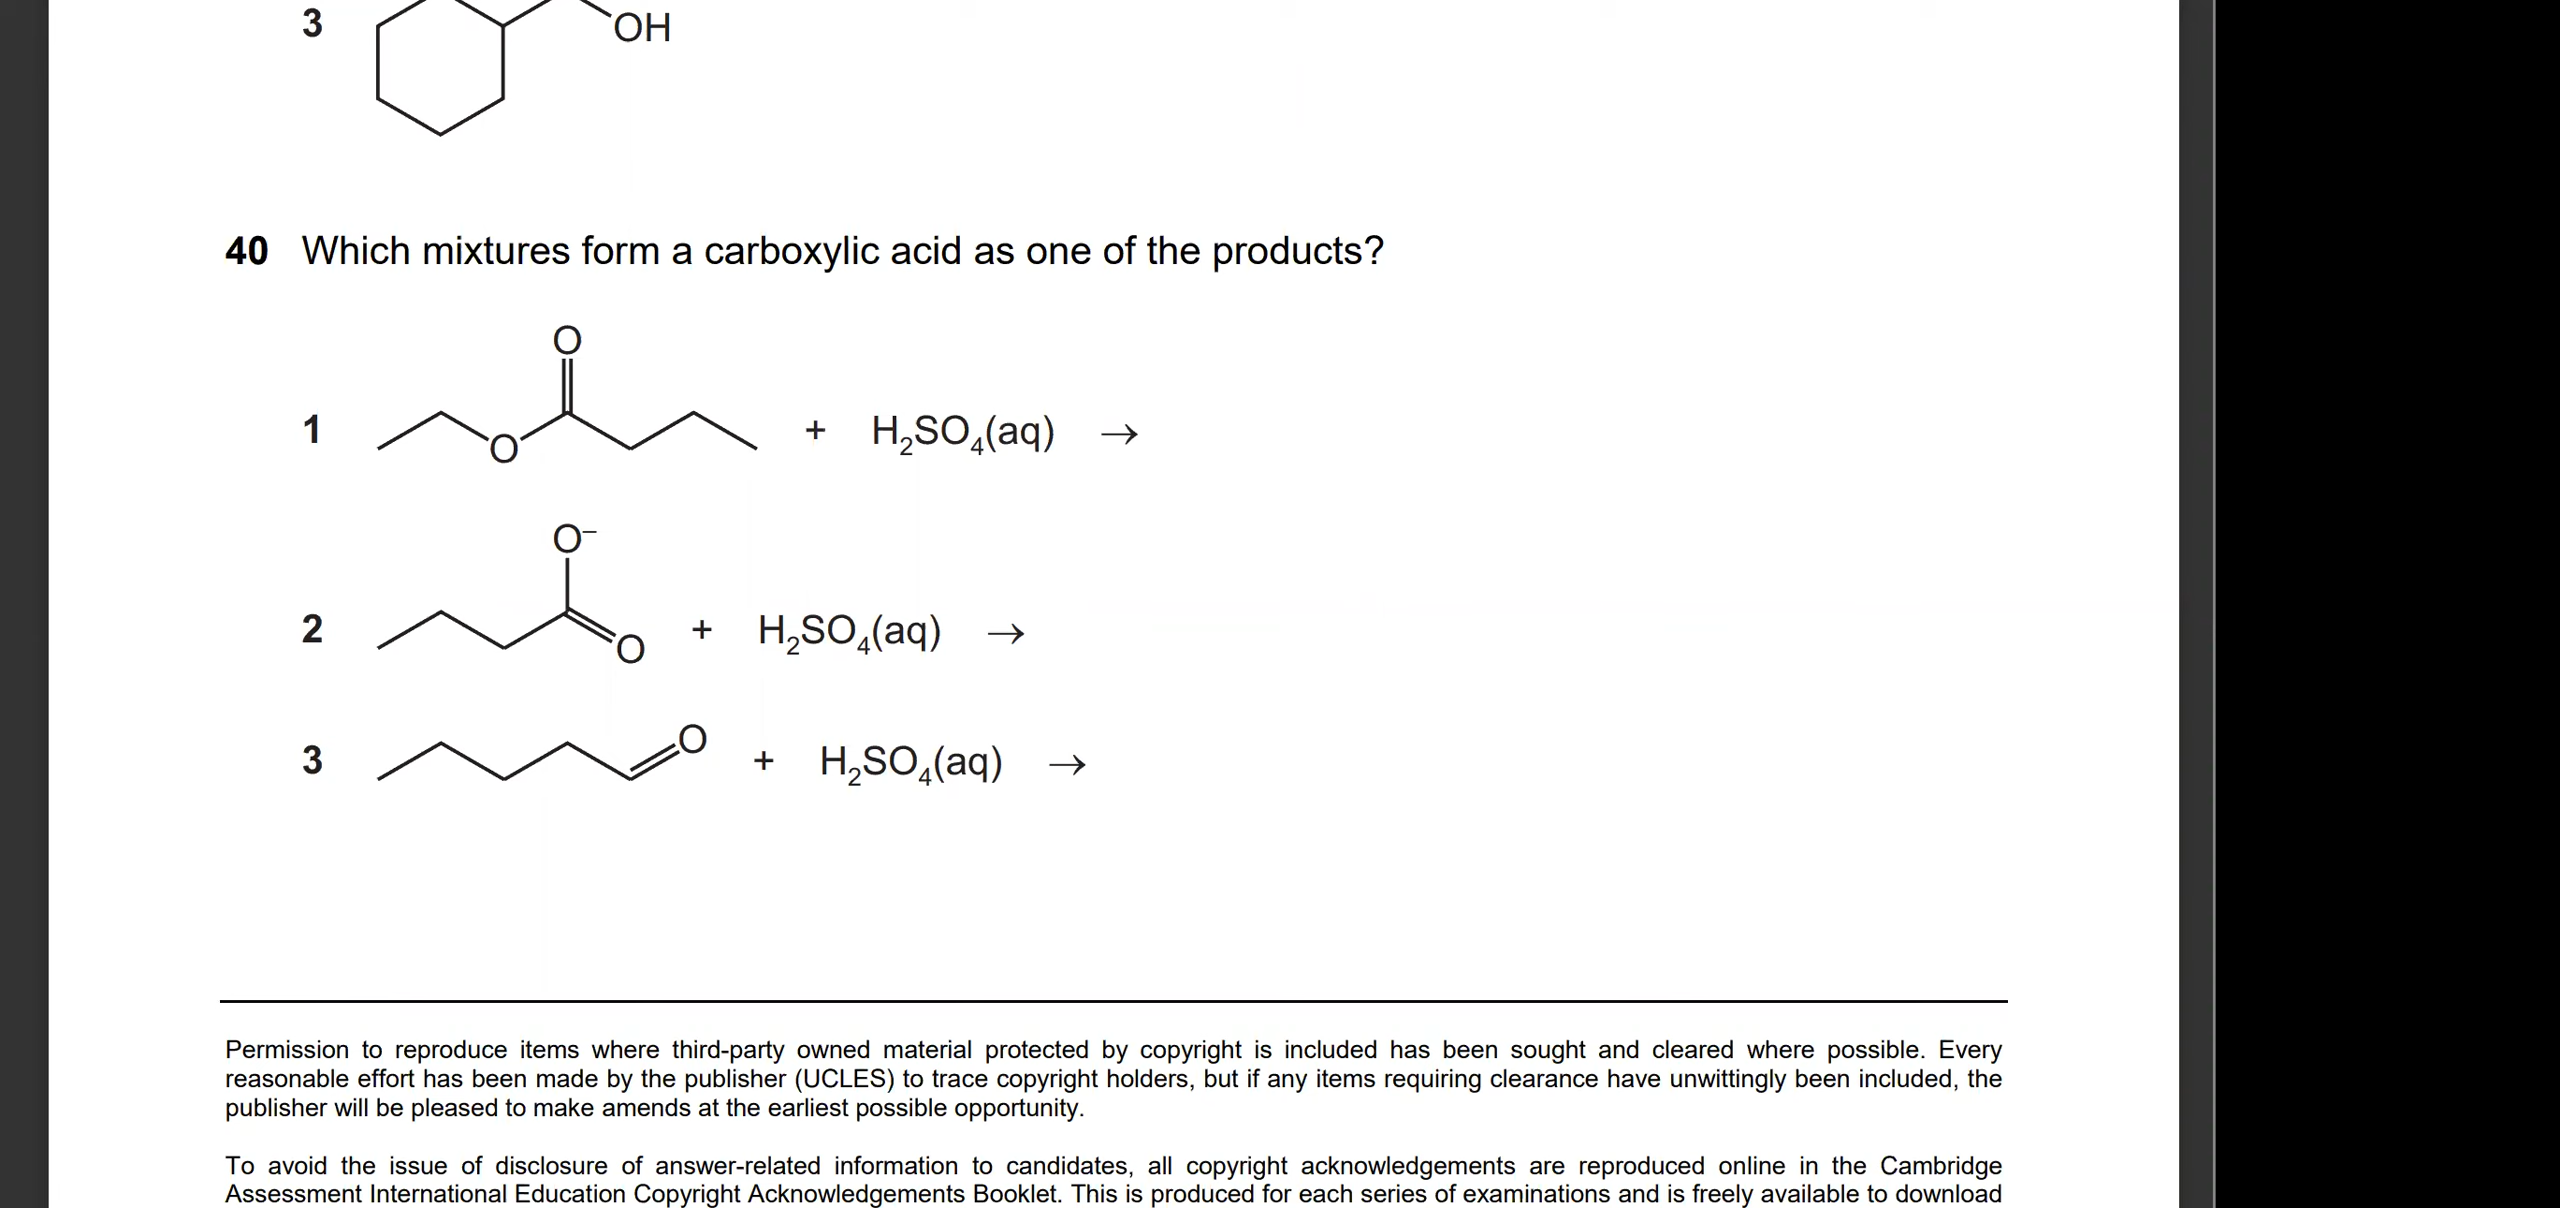 3
OH
40 Which mixtures form a carboxylic acid as one of the products?
O
1 O + H₂SO₄(aq) →
O⁻
2 O + H₂SO₄(aq) →
3 O + H₂SO₄(aq) →
Permission to reproduce items where third-party owned material protected by copyright is included has been sought and cleared where possible. Every
reasonable effort has been made by the publisher (UCLES) to trace copyright holders, but if any items requiring clearance have unwittingly been included, the
publisher will be pleased to make amends at the earliest possible opportunity.
To avoid the issue of disclosure of answer-related information to candidates, all copyright acknowledgements are reproduced online in the Cambridge
Assessment International Education Copyright Acknowledgements Booklet. This is produced for each series of examinations and is freely available to download